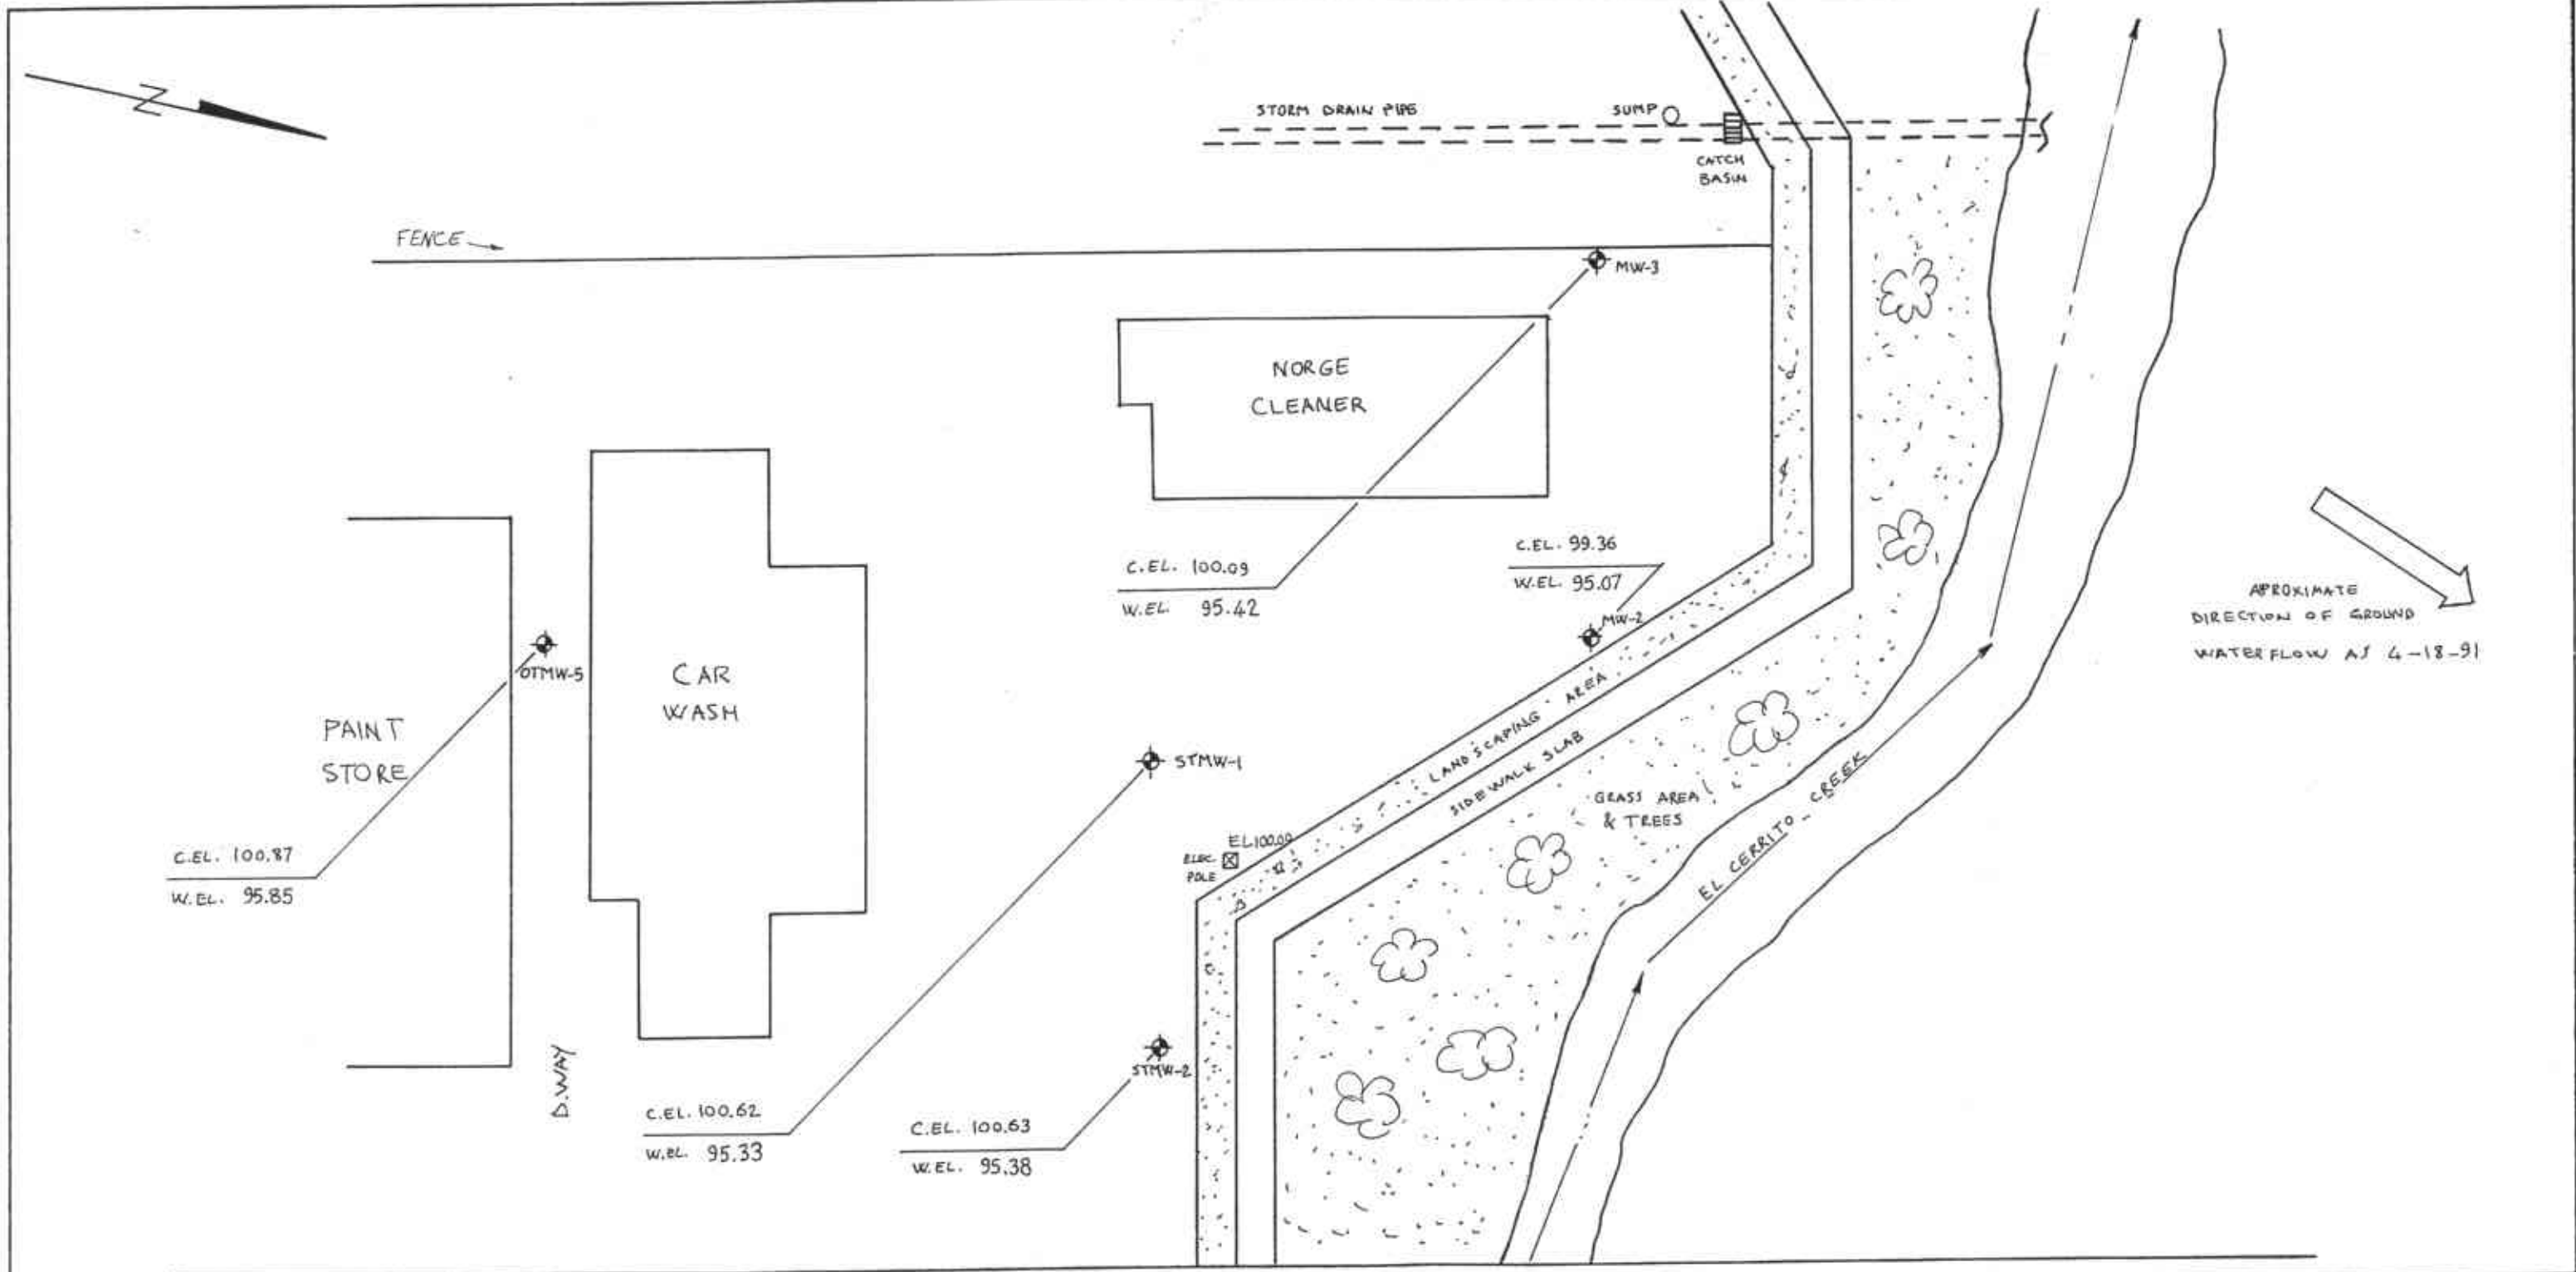 Z
STORM DRAIN PIPE
SUMP
CATCH
BASIN
FENCE
MW-3
NORGE
CLEANER
C.EL. 100.09
W.EL. 95.42
C.EL. 99.36
W.EL. 95.07
MW-2
APROXIMATE
DIRECTION OF GROUND
WATERFLOW AS 4-18-91
OTMW-5
CAR
WASH
PAINT
STORE
C.EL. 100.87
W.EL. 95.85
STMW-1
LANDSCAPING AREA
SIDEWALK SLAB
GRASS AREA
& TREES
EL CERRITO CREEK
EL100.00
ELEC.
POLE
STMW-2
D.WAY
C.EL. 100.62
W.EL. 95.33
C.EL. 100.63
W.EL. 95.38